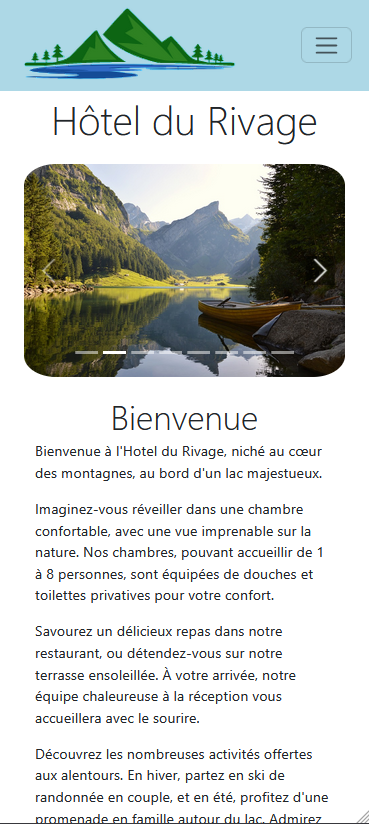 Hôtel du Rivage
Bienvenue
Bienvenue à l'Hotel du Rivage, niché au cœur
des montagnes, au bord d'un lac majestueux.
Imaginez-vous réveiller dans une chambre
confortable, avec une vue imprenable sur la
nature. Nos chambres, pouvant accueillir de 1
à 8 personnes, sont équipées de douches et
toilettes privatives pour votre confort.
Savourez un délicieux repas dans notre
restaurant, ou détendez-vous sur notre
terrasse ensoleillée. À votre arrivée, notre
équipe chaleureuse à la réception vous
accueillera avec le sourire.
Découvrez les nombreuses activités offertes
aux alentours. En hiver, partez en ski de
randonnée en couple, et en été, profitez d'une
promenade en famille autour du lac. Admirez